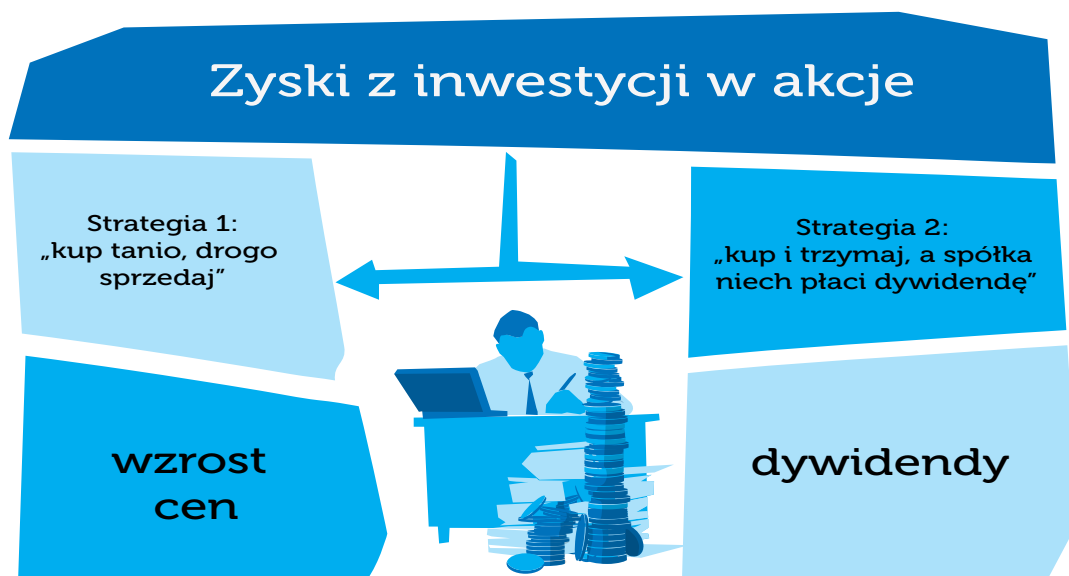 Zyski z inwestycji w akcje
Strategia 1:
„kup tanio, drogo
sprzedaj”
Strategia 2:
„kup i trzymaj, a spółka
niech płaci dywidendę”
wzrost
cen
dywidendy